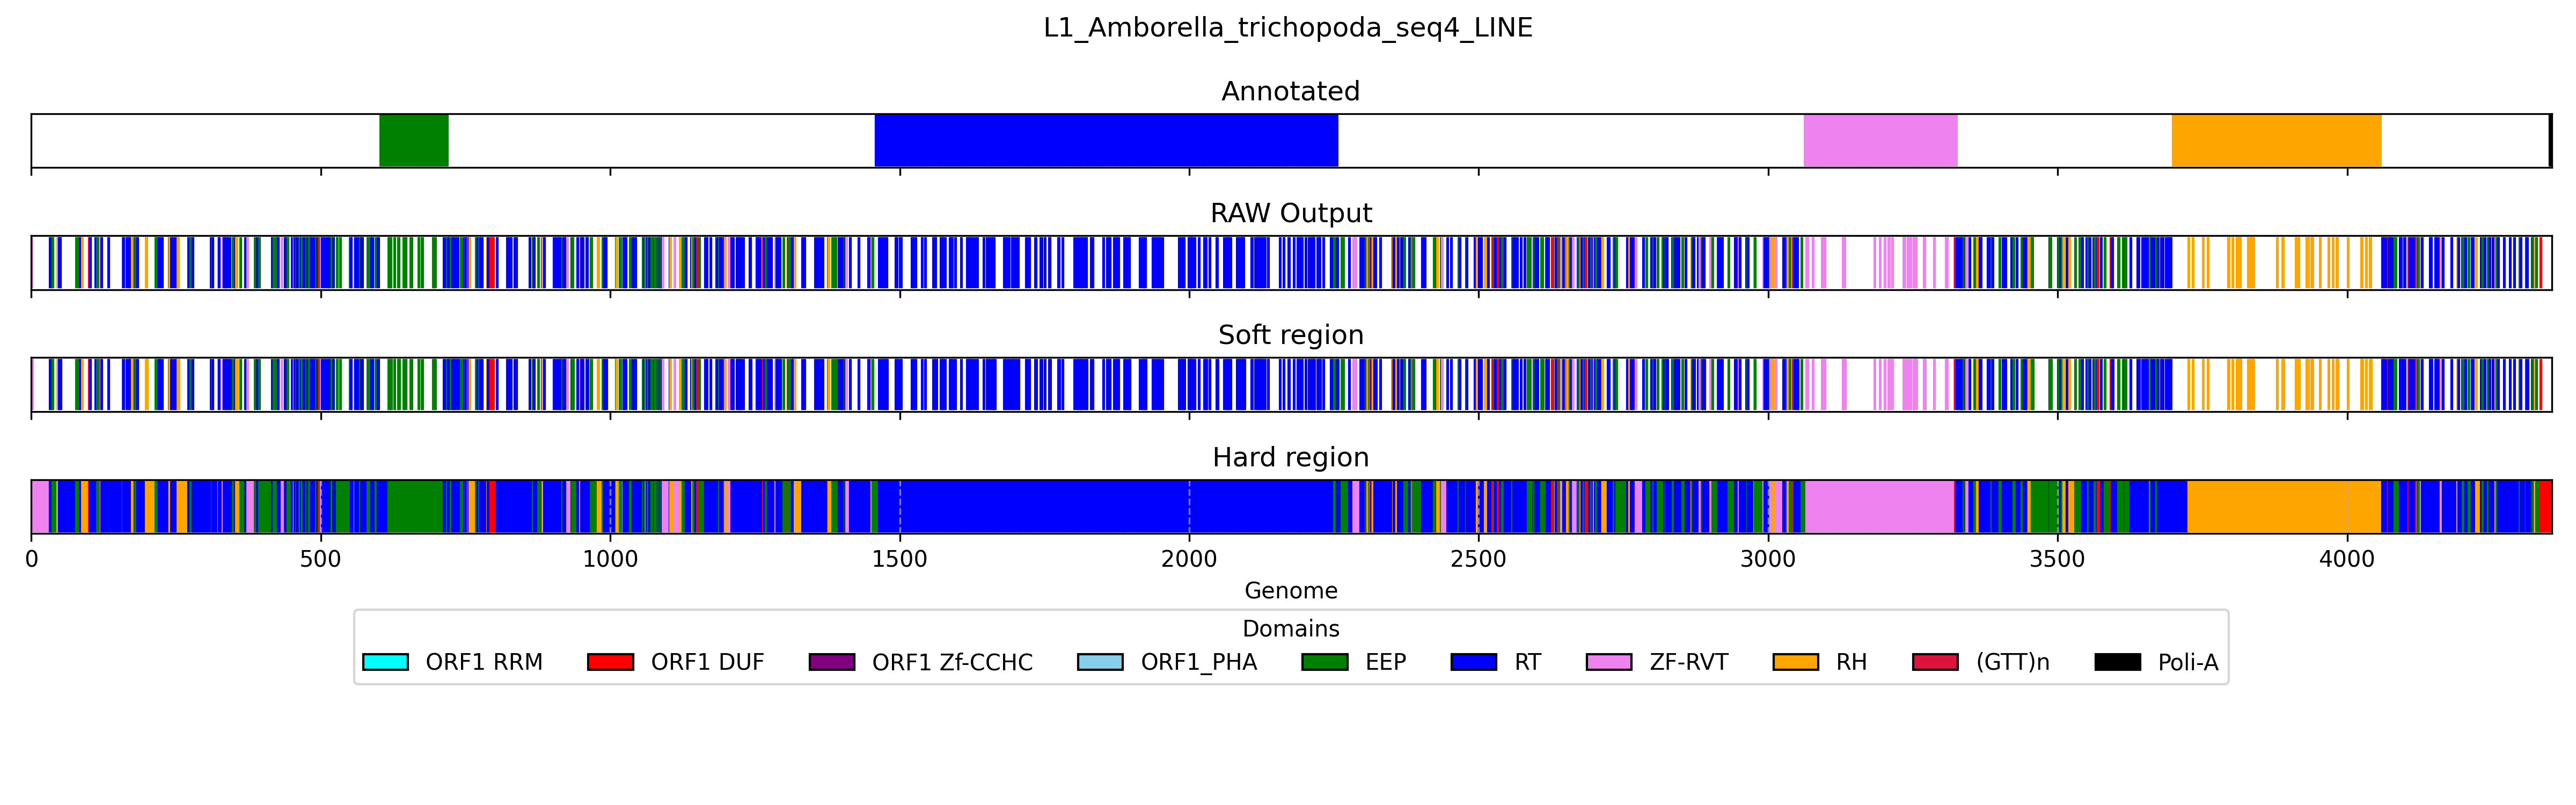 L1_Amborella_trichopoda_seq4_LINE
Annotated
RAW Output
Soft region
Hard region
0 500 1000 1500 2000 2500 3000 3500 4000
Genome
Domains
ORF1 RRM ORF1 DUF ORF1 Zf-CCHC ORF1_PHA EEP RT ZF-RVT RH (GTT)n Poli-A